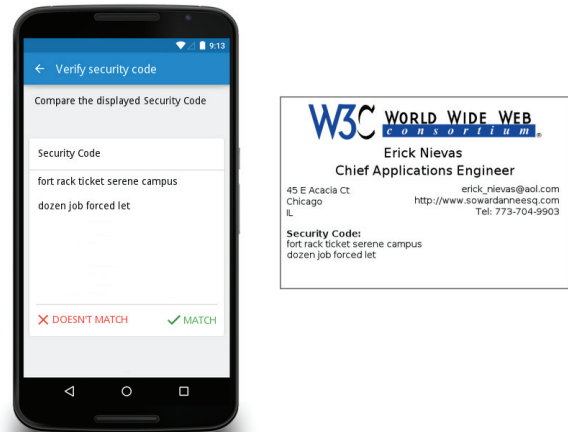 9:13
Verify security code
Compare the displayed Security Code
Security Code
fort rack ticket serene campus
dozen job forced let
DOESN'T MATCH
MATCH
W3C WORLD WIDE WEB
consortium®
Erick Nievas
Chief Applications Engineer
45 E Acacia Ct
Chicago
IL
erick_nievas@aol.com
http://www.sowardanneesq.com
Tel: 773-704-9903
Security Code:
fort rack ticket serene campus
dozen job forced let